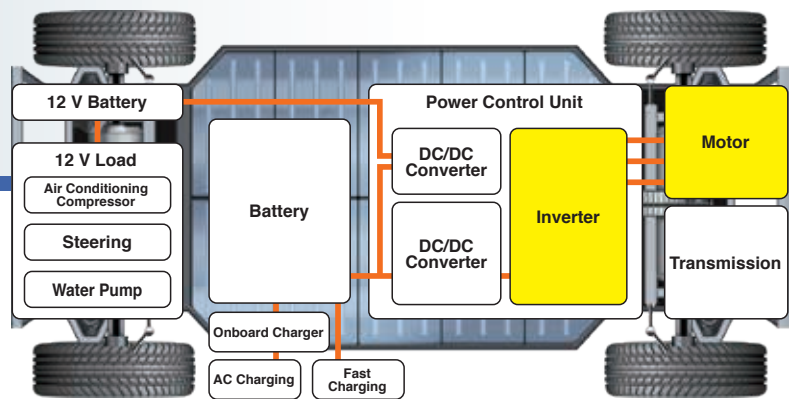 12 V Battery
12 V Load
Air Conditioning
Compressor
Steering
Water Pump
Battery
Onboard Charger
AC Charging
Fast
Charging
Power Control Unit
DC/DC
Converter
DC/DC
Converter
Inverter
Motor
Transmission